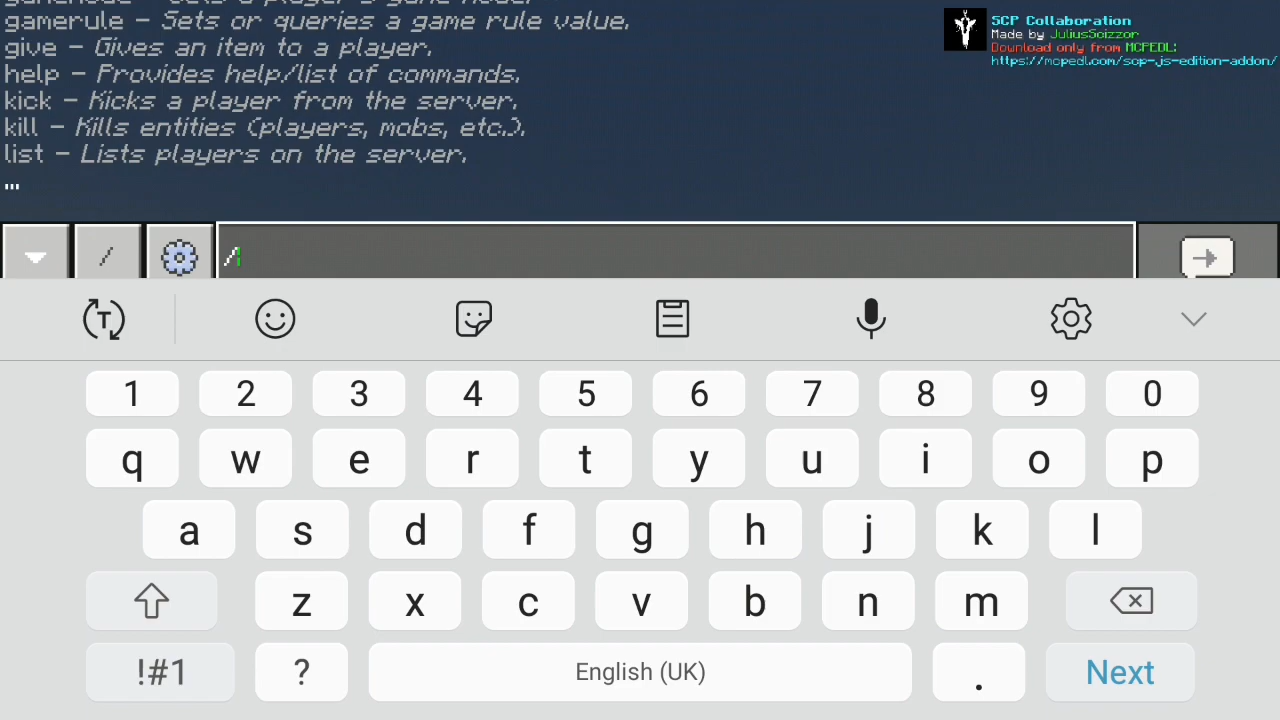 gamerule – Sets or queries a game rule value.
give – Gives an item to a player.
help – Provides help/list of commands.
kick – Kicks a player from the server.
kill – Kills entities (players, mobs, etc.).
list – Lists players on the server.
...
SCP Collaboration
Made by JuliusScizzor
Download only from MCPEDL:
https://mcpedl.com/scp-js-edition-addon/
/
/
T
1 2 3 4 5 6 7 8 9 0
q w e r t y u i o p
a s d f g h j k l
z x c v b n m
!#1 ? English (UK) . Next